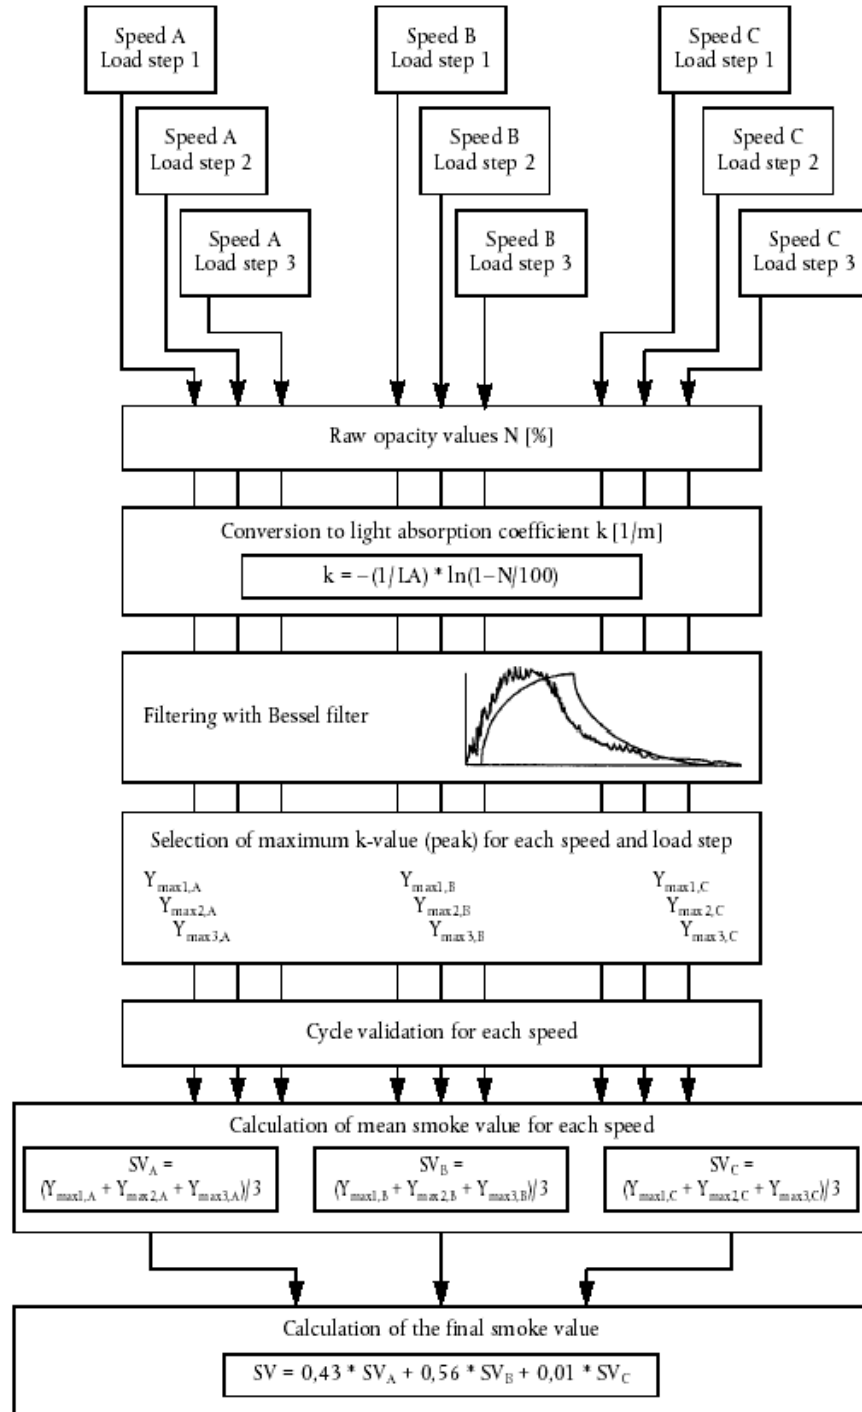 Speed A
Load step 1
Speed B
Load step 1
Speed C
Load step 1
Speed A
Load step 2
Speed B
Load step 2
Speed C
Load step 2
Speed A
Load step 3
Speed B
Load step 3
Speed C
Load step 3
Raw opacity values N [%]
Conversion to light absorption coefficient k [1/m]
k = −(1/LA) * ln(1−N/100)
Filtering with Bessel filter
Selection of maximum k-value (peak) for each speed and load step
Ymax1,A Ymax1,B Ymax1,C
Ymax2,A Ymax2,B Ymax2,C
Ymax3,A Ymax3,B Ymax3,C
Cycle validation for each speed
Calculation of mean smoke value for each speed
SVA =
(Ymax1,A + Ymax2,A + Ymax3,A)/3
SVB =
(Ymax1,B + Ymax2,B + Ymax3,B)/3
SVC =
(Ymax1,C + Ymax2,C + Ymax3,C)/3
Calculation of the final smoke value
SV = 0,43 * SVA + 0,56 * SVB + 0,01 * SVC